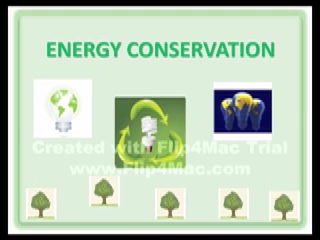 ENERGY CONSERVATION
Created with Flip4Mac Trial
www.Flip4Mac.com